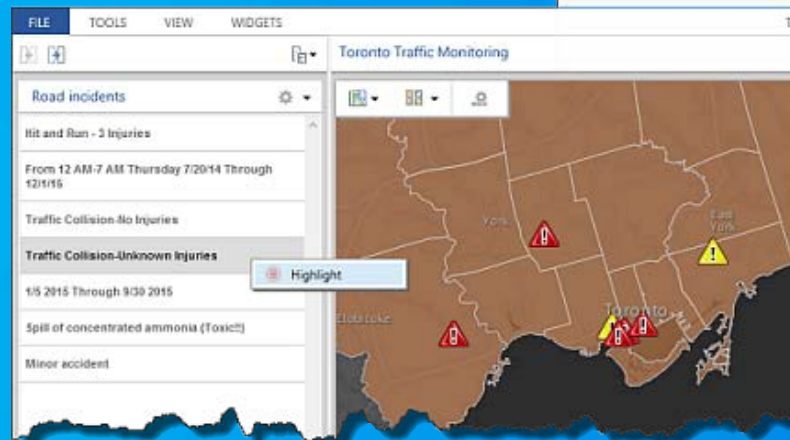 FILE TOOLS VIEW WIDGETS
Toronto Traffic Monitoring
Road incidents
Hit and Run - 3 Injuries
From 12 AM-7 AM Thursday 7/20/14 Through
12/1/16
Traffic Collision-No Injuries
Traffic Collision-Unknown Injuries
Highlight
1/5 2015 Through 9/30 2015
Spill of concentrated ammonia (Toxic!!)
Minor accident
York
East
York
Etobicoke
Toronto